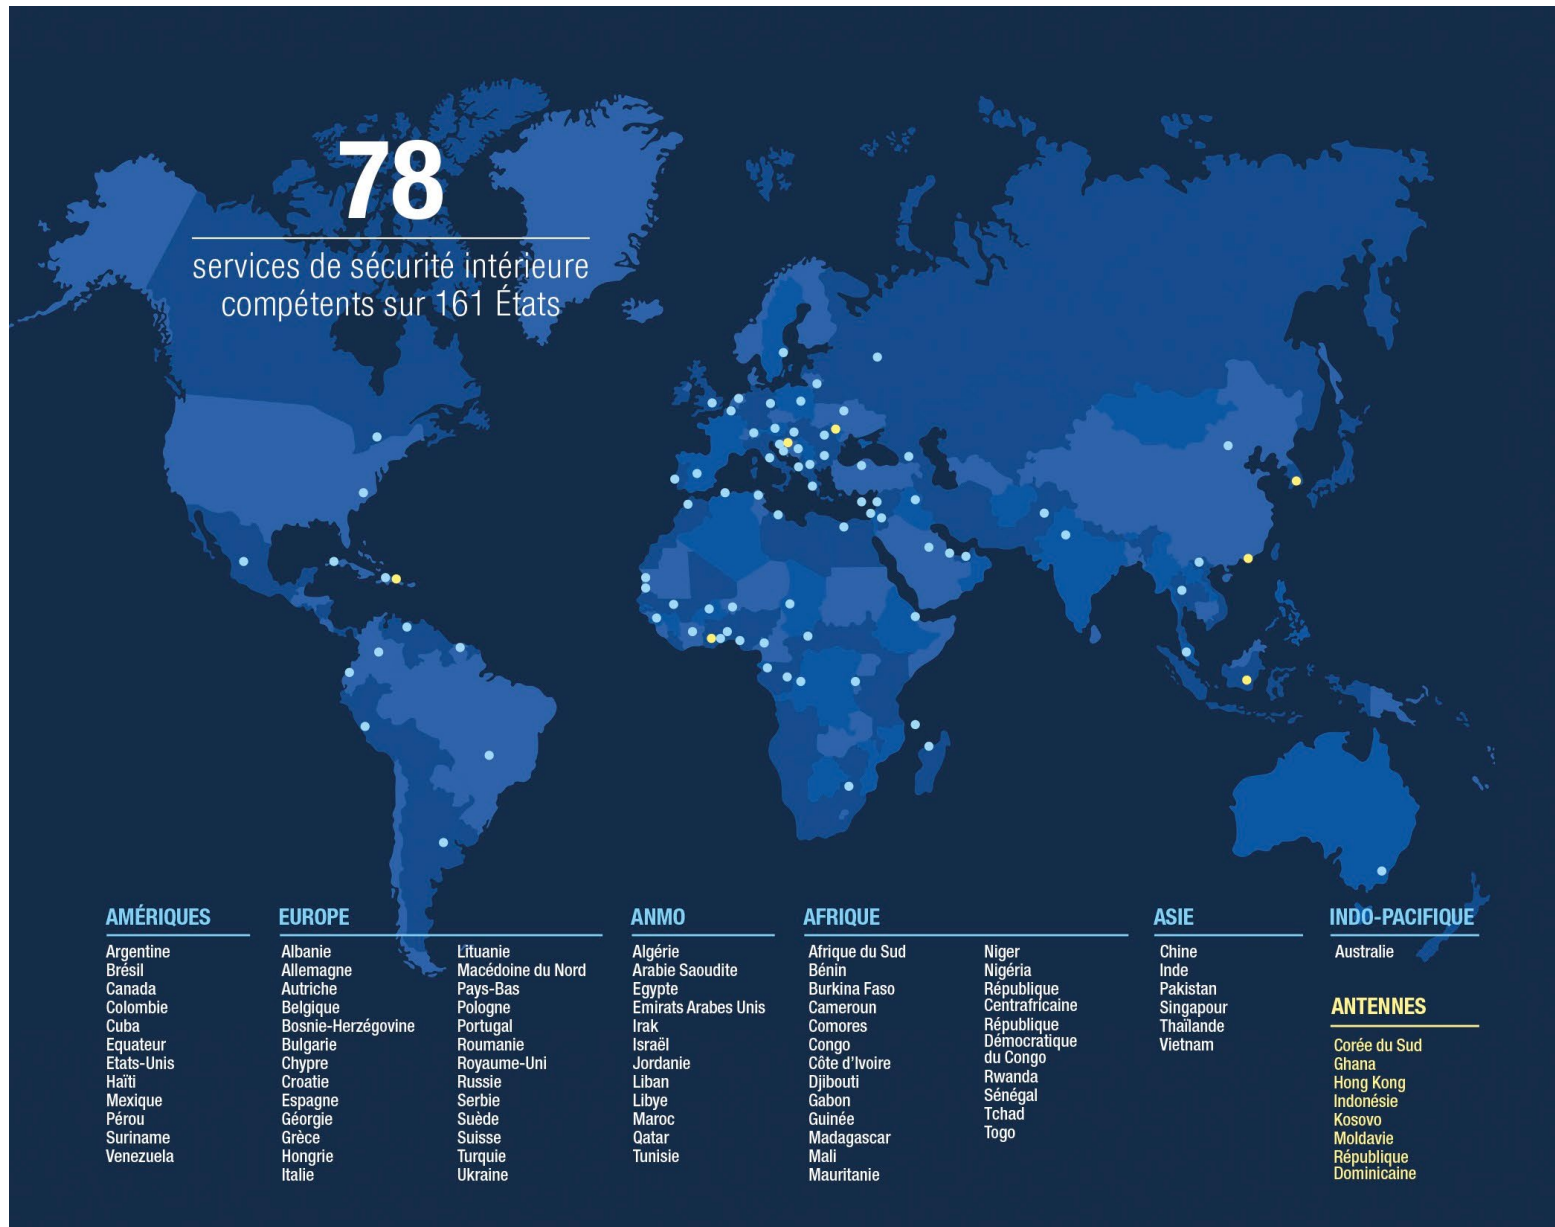 78
services de sécurité intérieure
compétents sur 161 États
AMÉRIQUES
Argentine
Brésil
Canada
Colombie
Cuba
Equateur
Etats-Unis
Haïti
Mexique
Pérou
Suriname
Venezuela
EUROPE
Albanie
Allemagne
Autriche
Belgique
Bosnie-Herzégovine
Bulgarie
Chypre
Croatie
Espagne
Géorgie
Grèce
Hongrie
Italie
Lituanie
Macédoine du Nord
Pays-Bas
Pologne
Portugal
Roumanie
Royaume-Uni
Russie
Serbie
Suède
Suisse
Turquie
Ukraine
ANMO
Algérie
Arabie Saoudite
Egypte
Emirats Arabes Unis
Irak
Israël
Jordanie
Liban
Libye
Maroc
Qatar
Tunisie
AFRIQUE
Afrique du Sud
Bénin
Burkina Faso
Cameroun
Comores
Congo
Côte d'Ivoire
Djibouti
Gabon
Guinée
Madagascar
Mali
Mauritanie
Niger
Nigéria
République
Centrafricaine
République
Démocratique
du Congo
Rwanda
Sénégal
Tchad
Togo
ASIE
Chine
Inde
Pakistan
Singapour
Thaïlande
Vietnam
INDO-PACIFIQUE
Australie
ANTENNES
Corée du Sud
Ghana
Hong Kong
Indonésie
Kosovo
Moldavie
République
Dominicaine